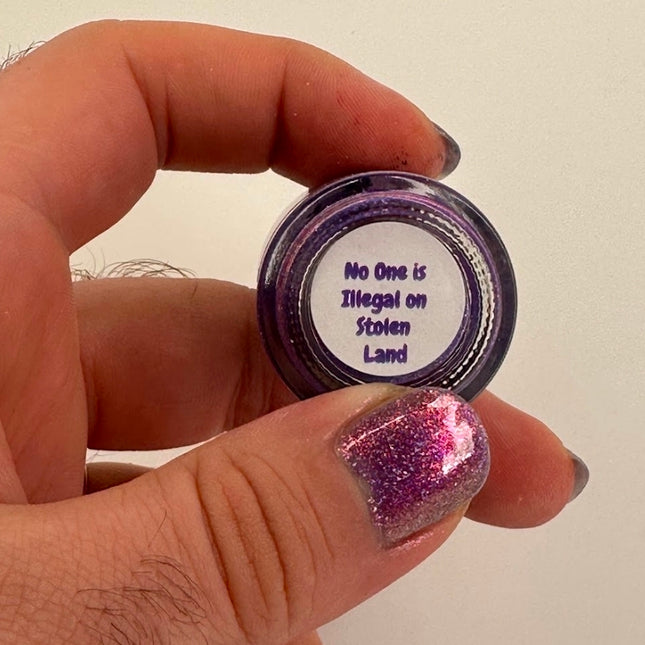 No One is
Illegal on
Stolen
Land